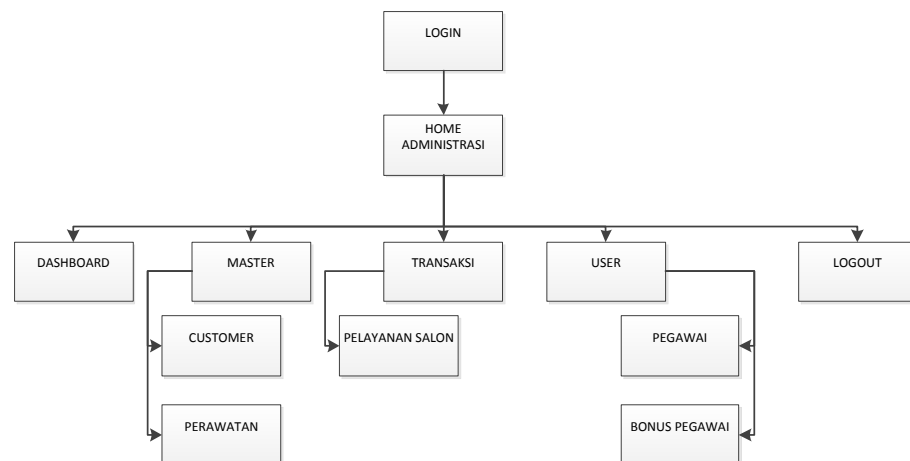 LOGIN
HOME
ADMINISTRASI
DASHBOARD
MASTER
TRANSAKSI
USER
LOGOUT
CUSTOMER
PELAYANAN SALON
PEGAWAI
PERAWATAN
BONUS PEGAWAI